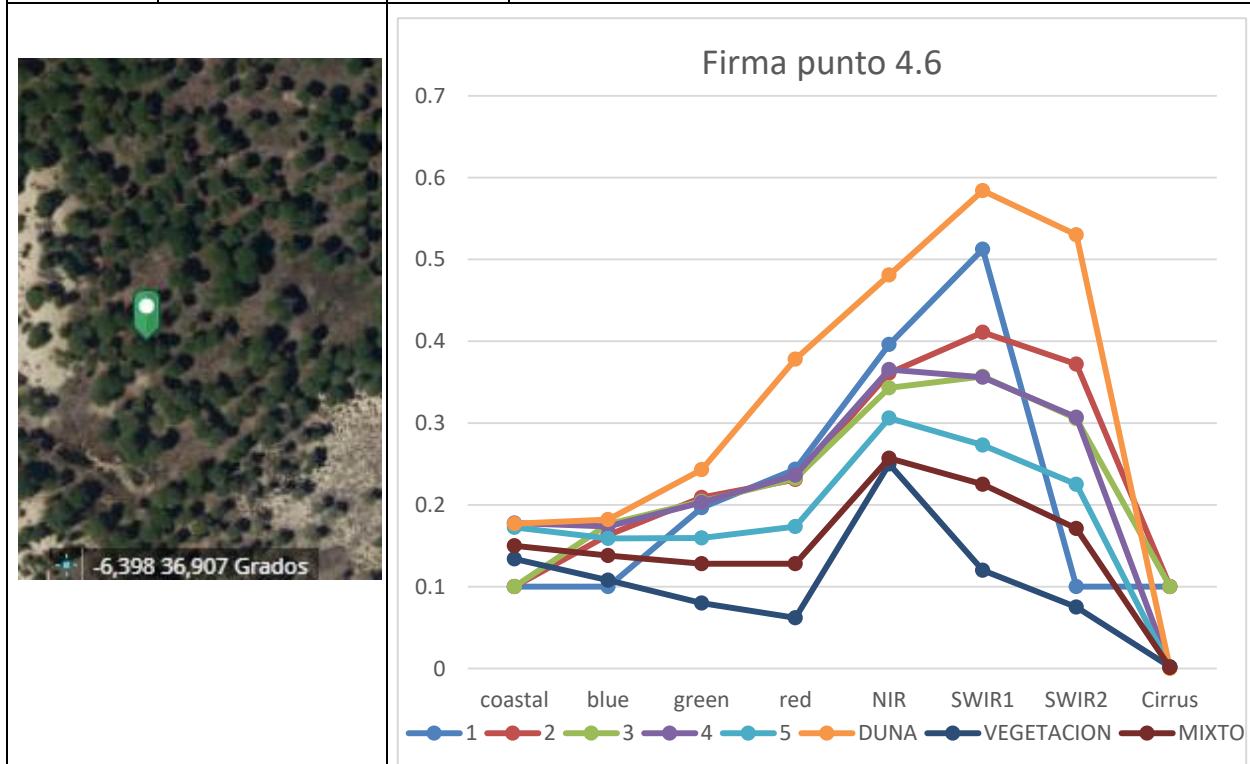 -6,398 36,907 Grados
Firma punto 4.6
0.7
0.6
0.5
0.4
0.3
0.2
0.1
0
coastal blue green red NIR SWIR1 SWIR2 Cirrus
1 2 3 4 5 DUNA VEGETACION MIXTO